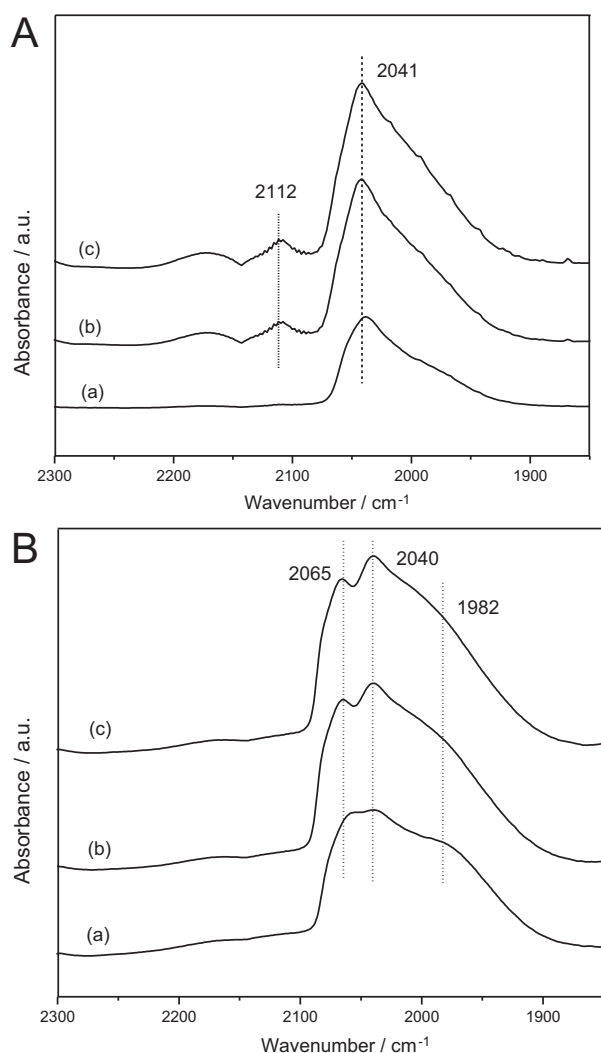 A
2041
2112
(c)
(b)
(a)
Absorbance / a.u.
2300 2200 2100 2000 1900
Wavenumber / cm-1
B
2065 2040
1982
(c)
(b)
(a)
Absorbance / a.u.
2300 2200 2100 2000 1900
Wavenumber / cm-1